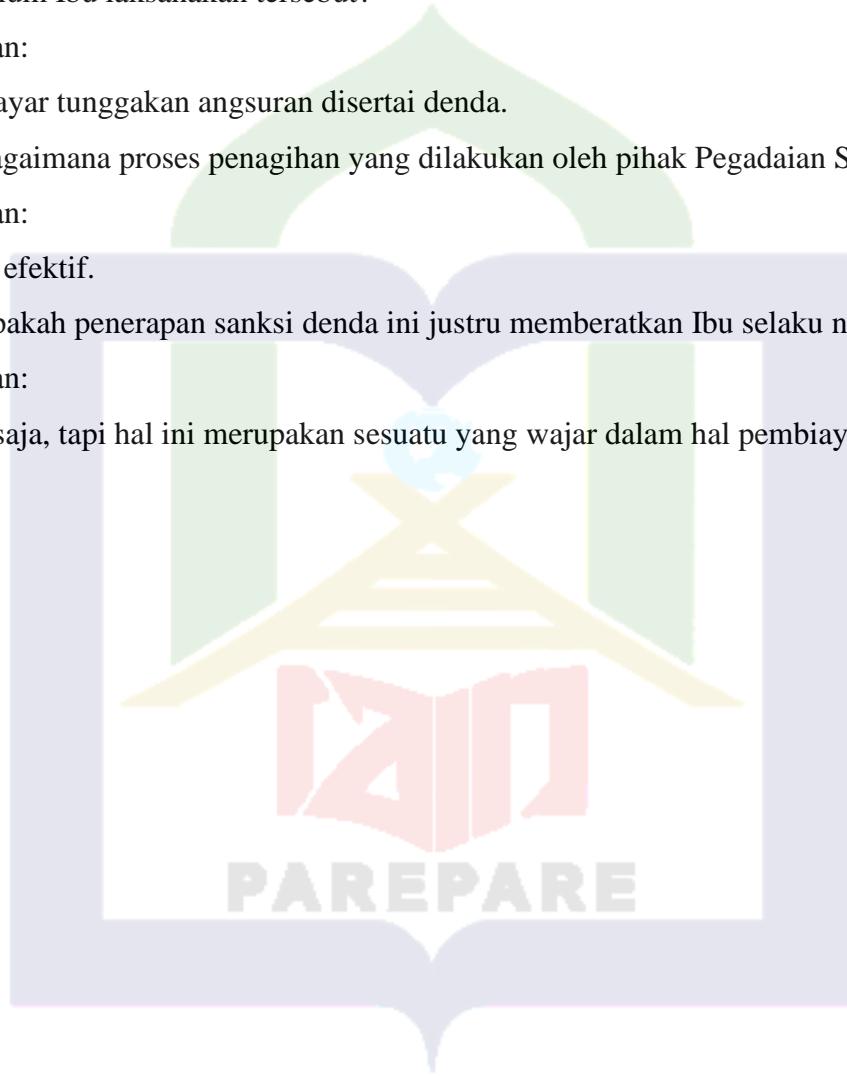 Ibu laksanakan tersebut?
an:
ayar tunggakan angsuran disertai denda.
agaimana proses penagihan yang dilakukan oleh pihak Pegadaian S
an:
efektif.
pakah penerapan sanksi denda ini justru memberatkan Ibu selaku n
an:
saja, tapi hal ini merupakan sesuatu yang wajar dalam hal pembiay
iain
PAREPARE